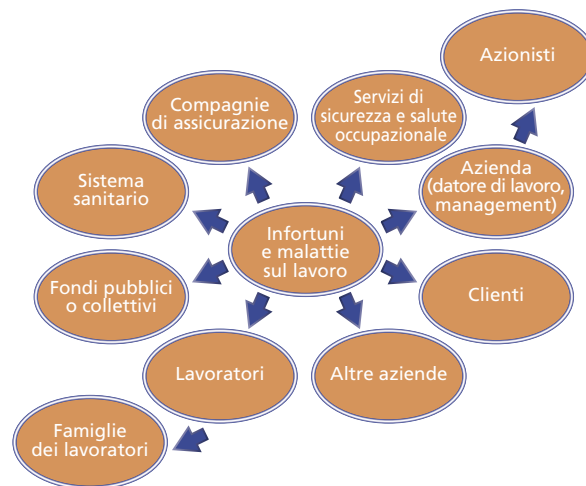 Azionisti
Compagnie
di assicurazione
Servizi di
sicurezza e salute
occupazionale
Sistema
sanitario
Azienda
(datore di lavoro,
management)
Infortuni
e malattie
sul lavoro
Fondi pubblici
o collettivi
Clienti
Lavoratori
Altre aziende
Famiglie
dei lavoratori